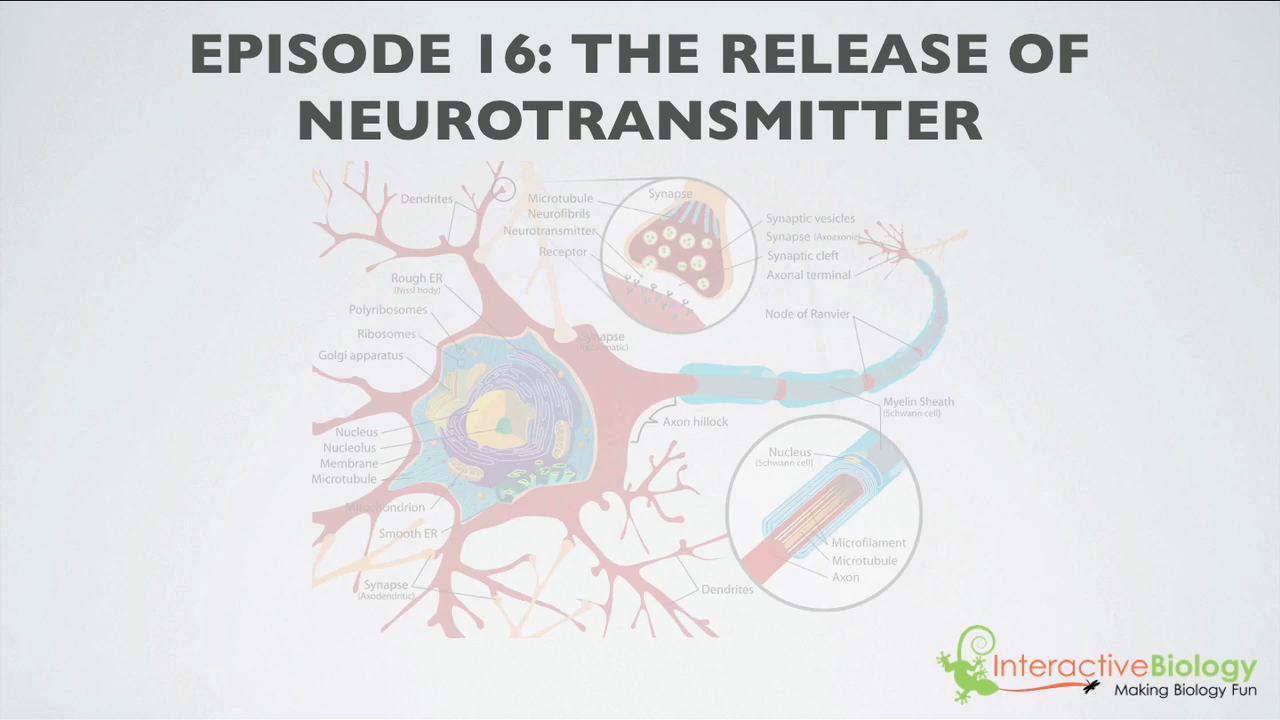 EPISODE 16: THE RELEASE OF
NEUROTRANSMITTER
Dendrites
Microtubule
Neurofibrils
Neurotransmitter
Receptor
Synapse
Synaptic vesicles
Synapse (Axoaxonic)
Synaptic cleft
Axonal terminal
Rough ER
(Nissl body)
Polyribosomes
Ribosomes
Golgi apparatus
Synapse
Node of Ranvier
Myelin Sheath
(Schwann cell)
Axon hillock
Nucleus
Nucleolus
Membrane
Microtubule
Mitochondrion
Smooth ER
Synapse
(Axodendritic)
Dendrites
Nucleus
(Schwann cell)
Microfilament
Microtubule
Axon
InteractiveBiology
Making Biology Fun